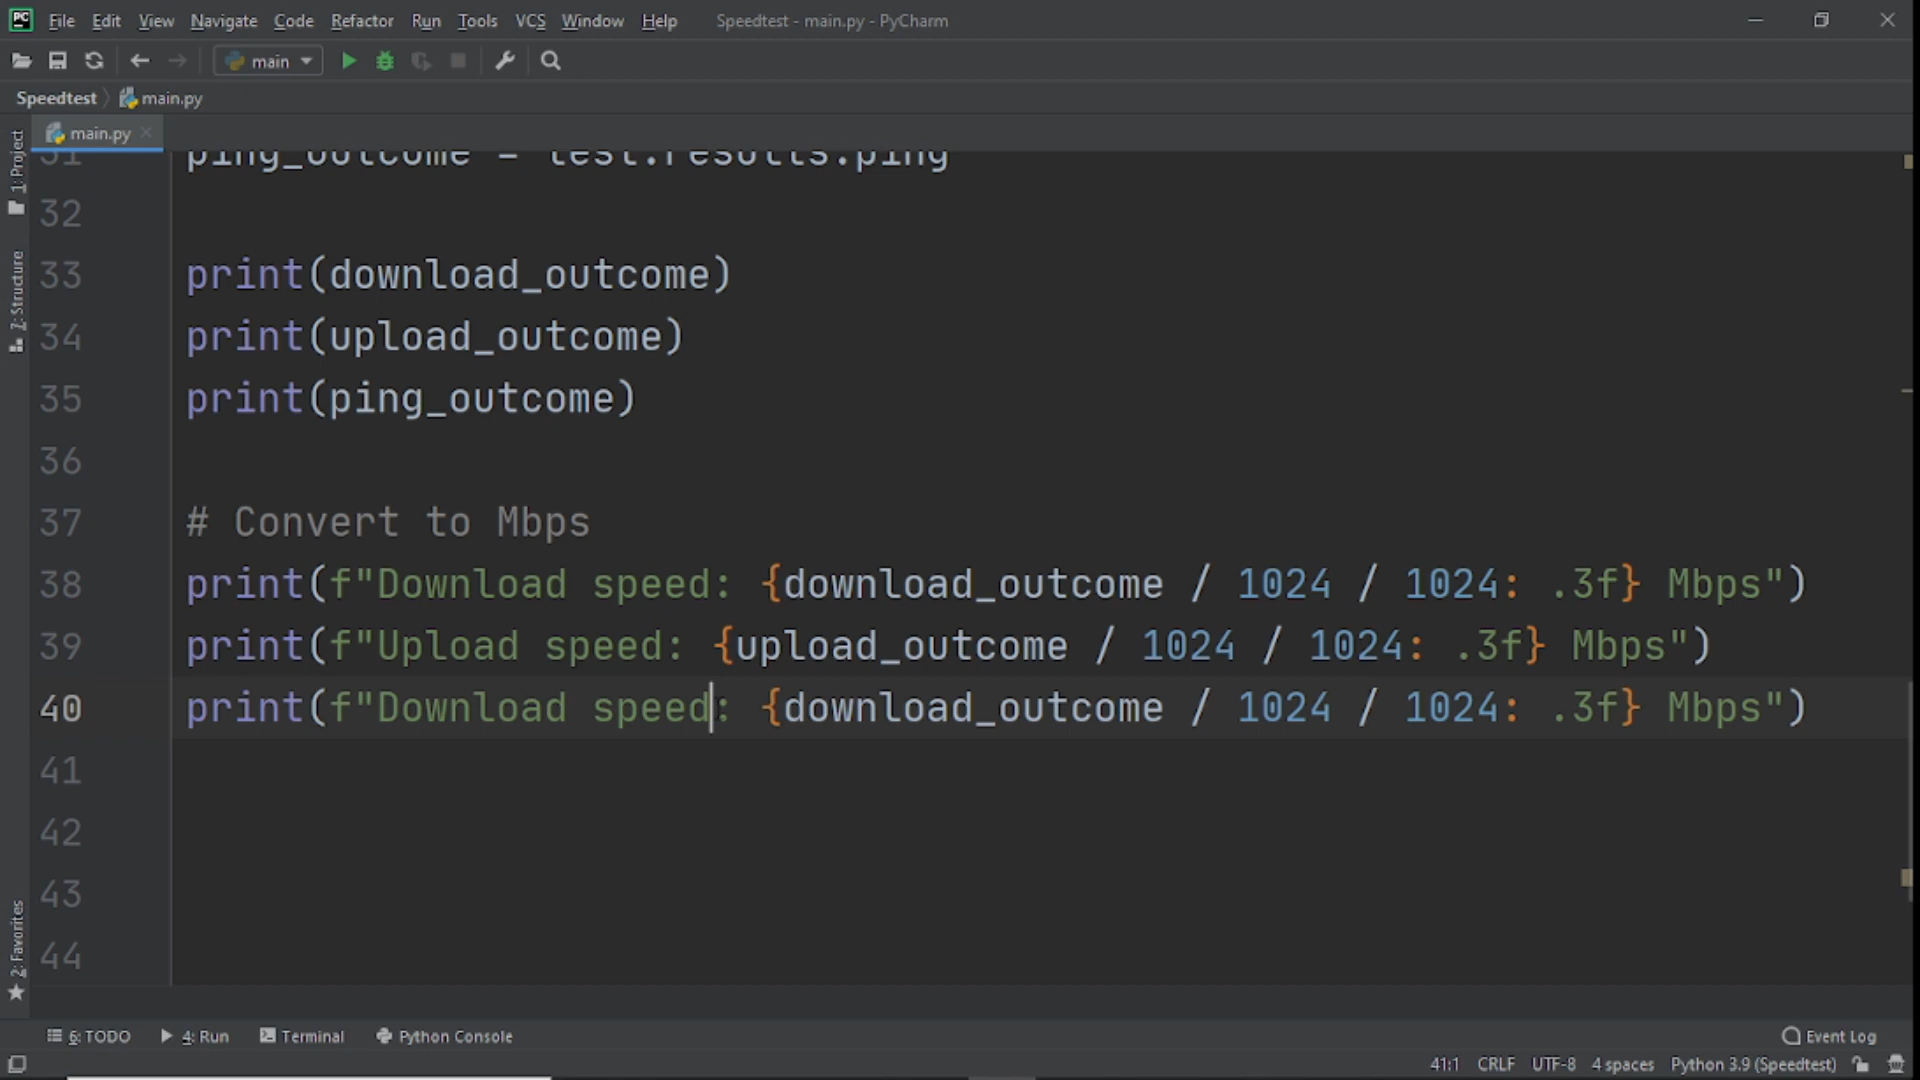 PC File Edit View Navigate Code Refactor Run Tools VCS Window Help Speedtest - main.py - PyCharm
main
Speedtest main.py
main.py
1: Project
Z: Structure
2: Favorites
31 ping_outcome = test.results.ping
32
33 print(download_outcome)
34 print(upload_outcome)
35 print(ping_outcome)
36
37 # Convert to Mbps
38 print(f"Download speed: {download_outcome / 1024 / 1024: .3f} Mbps")
39 print(f"Upload speed: {upload_outcome / 1024 / 1024: .3f} Mbps")
40 print(f"Download speed: {download_outcome / 1024 / 1024: .3f} Mbps")
41
42
43
44
6: TODO 4: Run Terminal Python Console Event Log
41:1 CRLF UTF-8 4 spaces Python 3.9 (Speedtest)